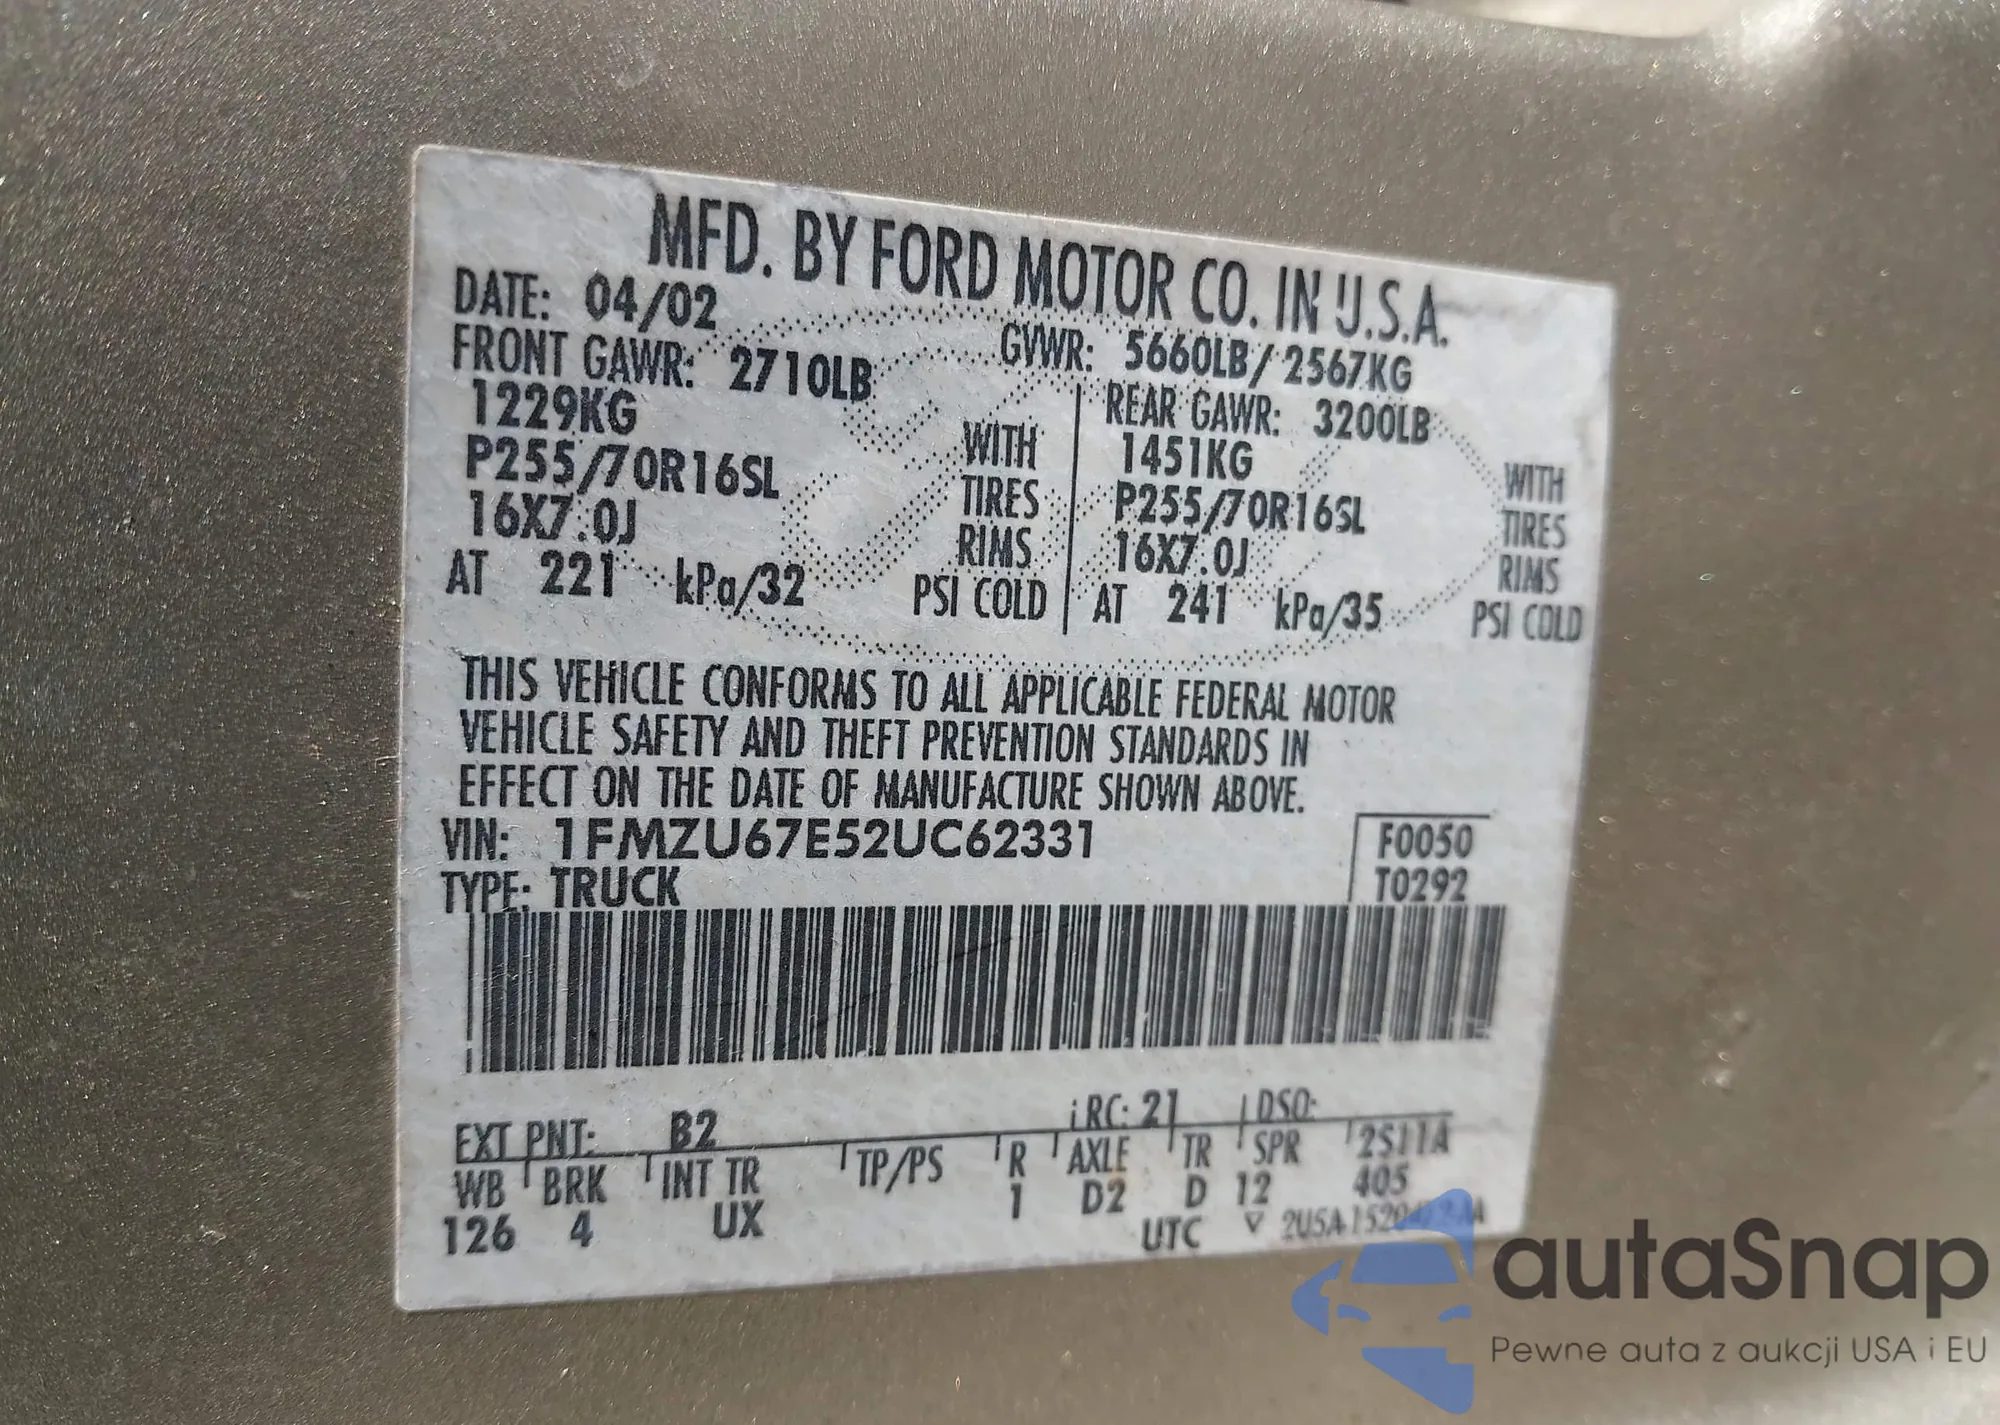 MFD. BY FORD MOTOR CO. IN U.S.A.
DATE: 04/02 GVWR: 5660LB/2567KG
FRONT GAWR: 2710LB REAR GAWR: 3200LB
1229KG WITH 1451KG WITH
P255/70R16SL TIRES P255/70R16SL TIRES
16X7.0J RIMS 16X7.0J RIMS
AT 221 kPa/32 PSI COLD AT 241 kPa/35 PSI COLD
THIS VEHICLE CONFORMS TO ALL APPLICABLE FEDERAL MOTOR
VEHICLE SAFETY AND THEFT PREVENTION STANDARDS IN
EFFECT ON THE DATE OF MANUFACTURE SHOWN ABOVE.
VIN: 1FMZU67E52UC62331 F0050
TYPE: TRUCK T0292
EXT PNT: B2 RC: 21 DSO:
WB BRK INT TR TP/PS R AXLE TR SPR 2S11A
126 4 UX 1 D2 D 12 405
UTC
autaSnap
Pewne auta z aukcji USA i EU